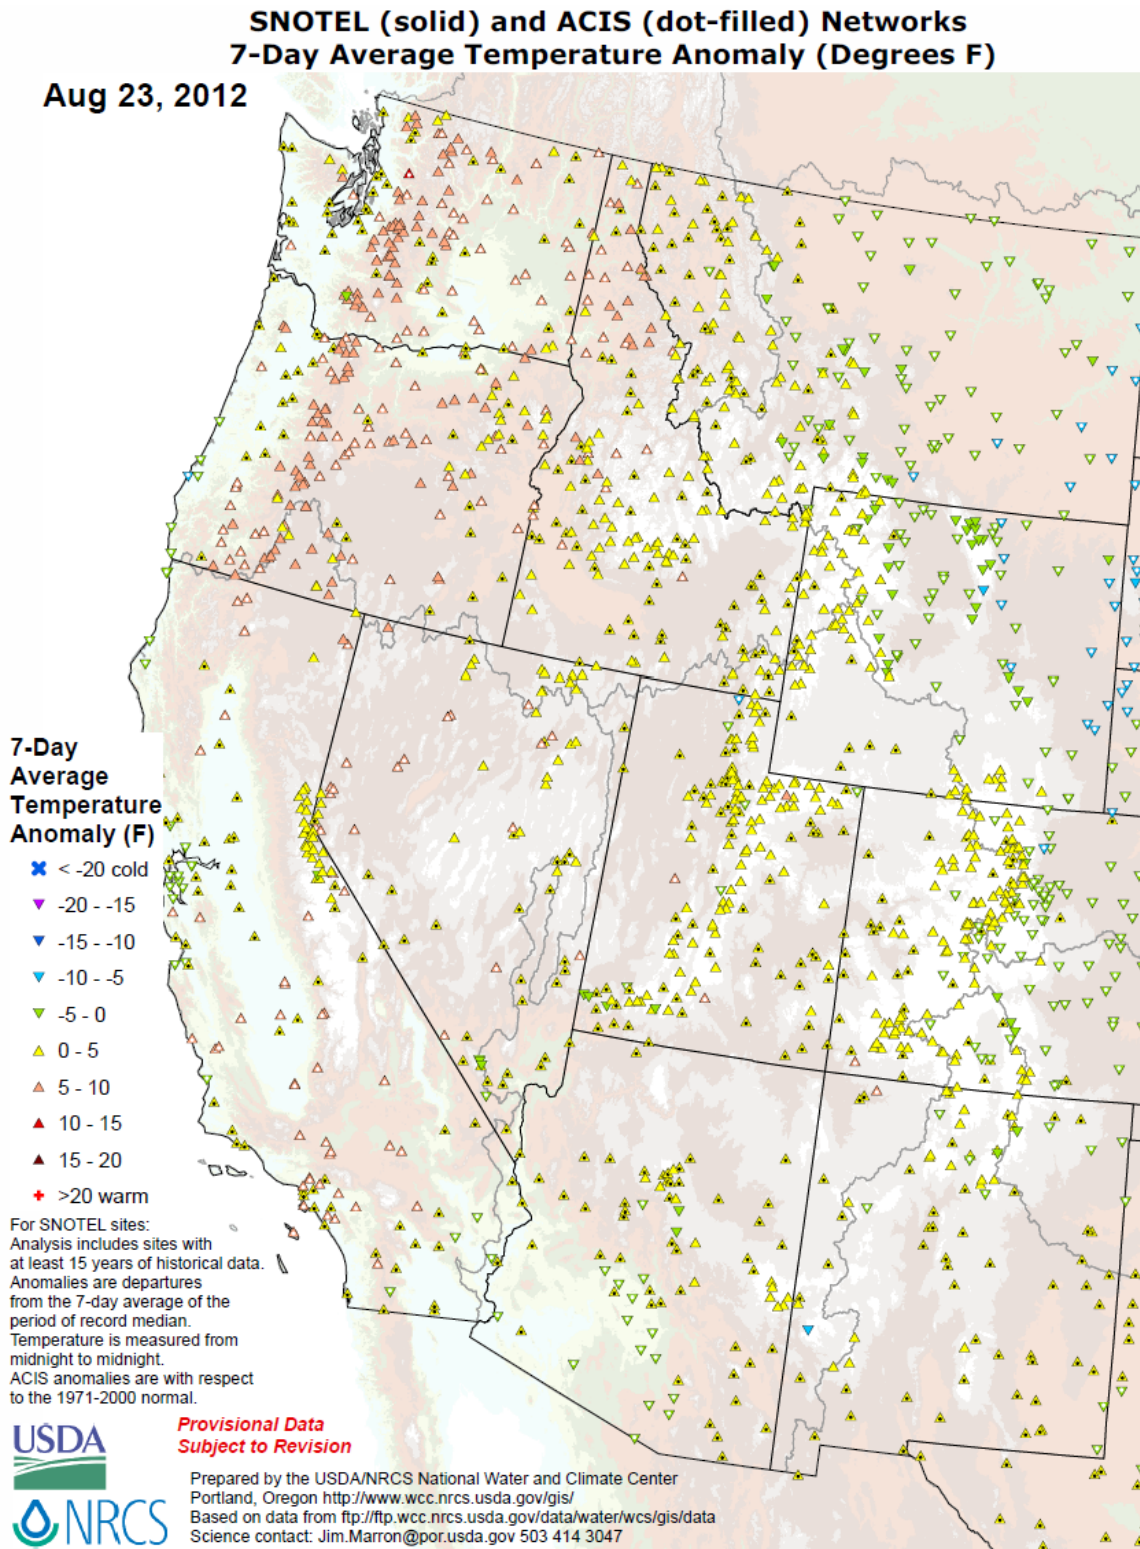 SNOTEL (solid) and ACIS (dot-filled) Networks
7-Day Average Temperature Anomaly (Degrees F)
Aug 23, 2012
7-Day
Average
Temperature
Anomaly (F)
< -20 cold
-20 - -15
-15 - -10
-10 - -5
-5 - 0
0 - 5
5 - 10
10 - 15
15 - 20
>20 warm
For SNOTEL sites:
Analysis includes sites with
at least 15 years of historical data.
Anomalies are departures
from the 7-day average of the
period of record median.
Temperature is measured from
midnight to midnight.
ACIS anomalies are with respect
to the 1971-2000 normal.
Provisional Data
Subject to Revision
USDA
NRCS
Prepared by the USDA/NRCS National Water and Climate Center
Portland, Oregon http://www.wcc.nrcs.usda.gov/gis/
Based on data from ftp://ftp.wcc.nrcs.usda.gov/data/water/wcs/gis/data
Science contact: Jim.Marron@por.usda.gov 503 414 3047